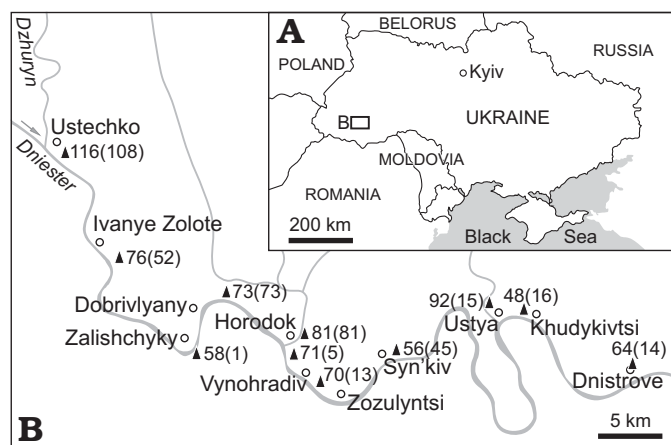 A
BELORUS
RUSSIA
POLAND
Kyiv
B
UKRAINE
MOLDOVIA
ROMANIA
200 km
Black Sea
Dzhuryn
Ustechko
116(108)
Dniester
Ivanye Zolote
76(52)
73(73)
Dobrivlyany
Zalishchyky
58(1)
Horodok
81(81)
71(5)
Vynohradiv
70(13)
Zozulyntsi
56(45)
Syn'kiv
92(15)
Ustya
48(16)
Khudykivtsi
64(14)
Dnistrove
B
5 km